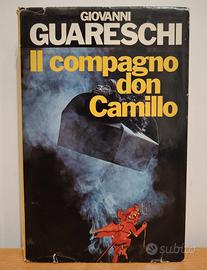 GIOVANNI
GUARESCHI
Il compagno
don
Camillo
subito